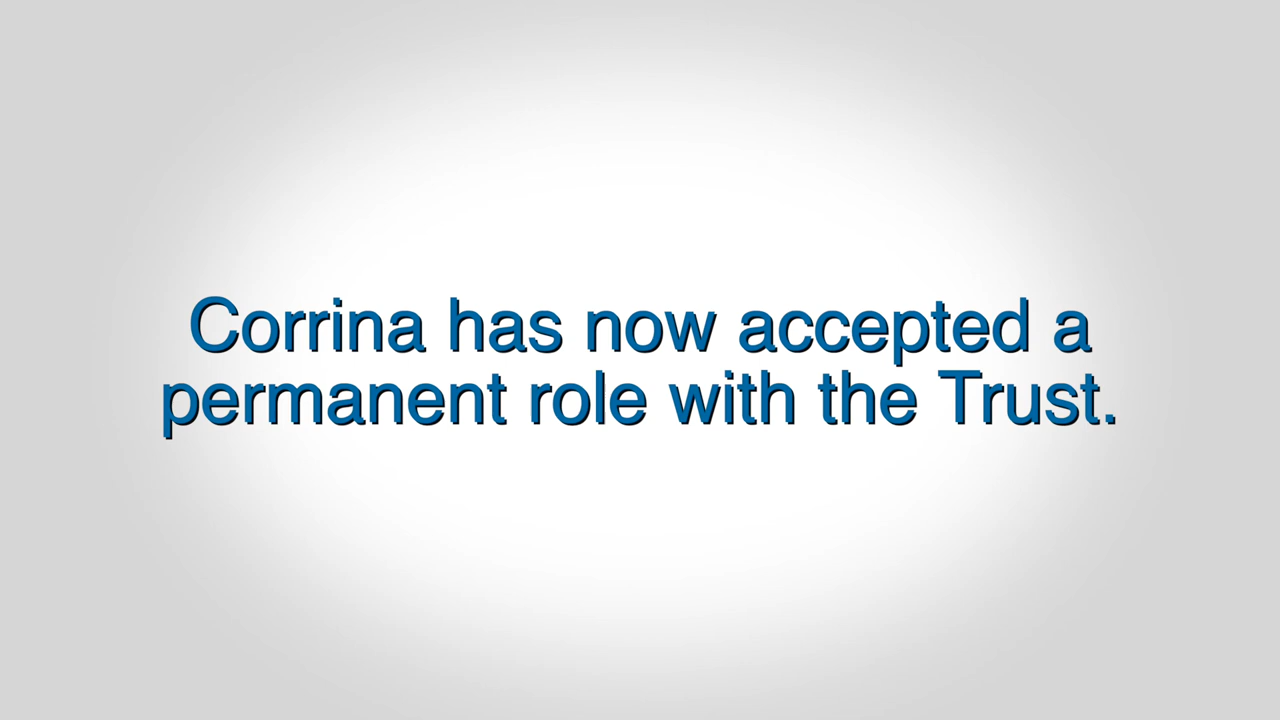 Corrina has now accepted a
permanent role with the Trust.